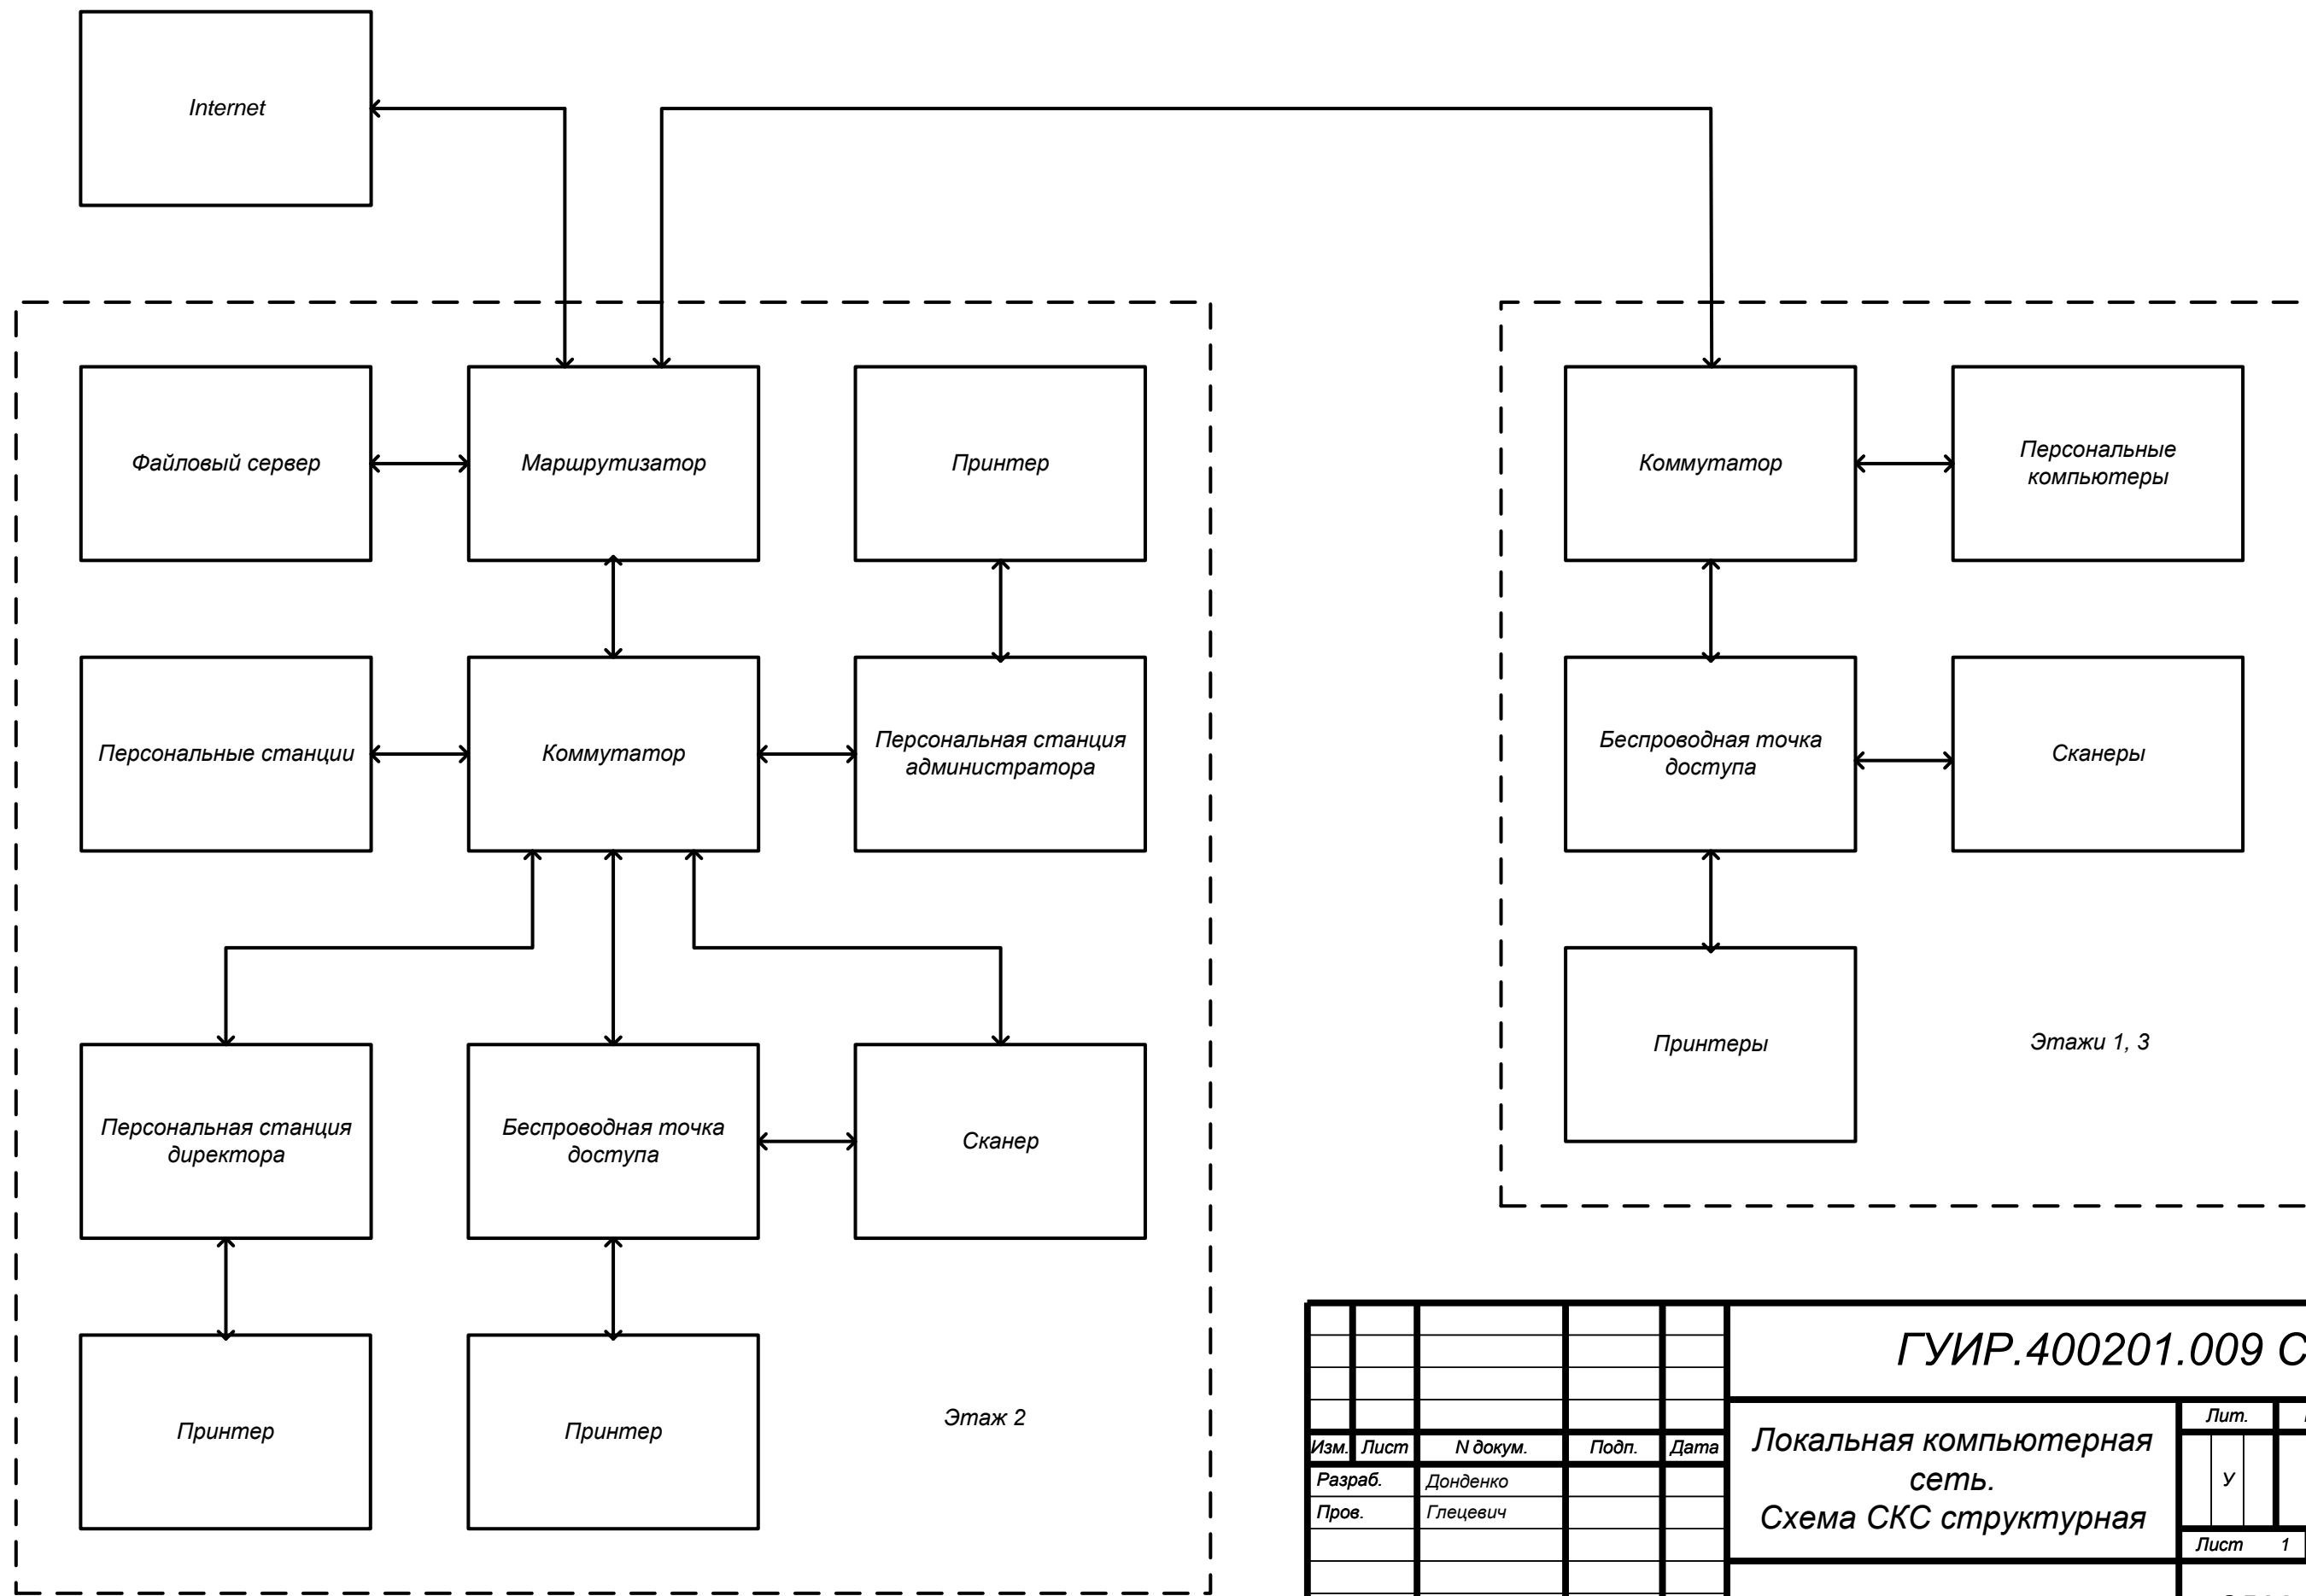 Internet
Файловый сервер
Маршрутизатор
Принтер
Коммутатор
Персональные
компьютеры
Персональные станции
Коммутатор
Персональная станция
администратора
Беспроводная точка
доступа
Сканеры
Принтеры
Этажи 1, 3
Персональная станция
директора
Беспроводная точка
доступа
Сканер
Принтер
Принтер
Этаж 2
ГУИР.400201.009 С
Изм.
Лист
N докум.
Подп.
Дата
Разраб.
Донденко
Пров.
Глецевич
Локальная компьютерная
сеть.
Схема СКС структурная
Лит.
У
Лист 1